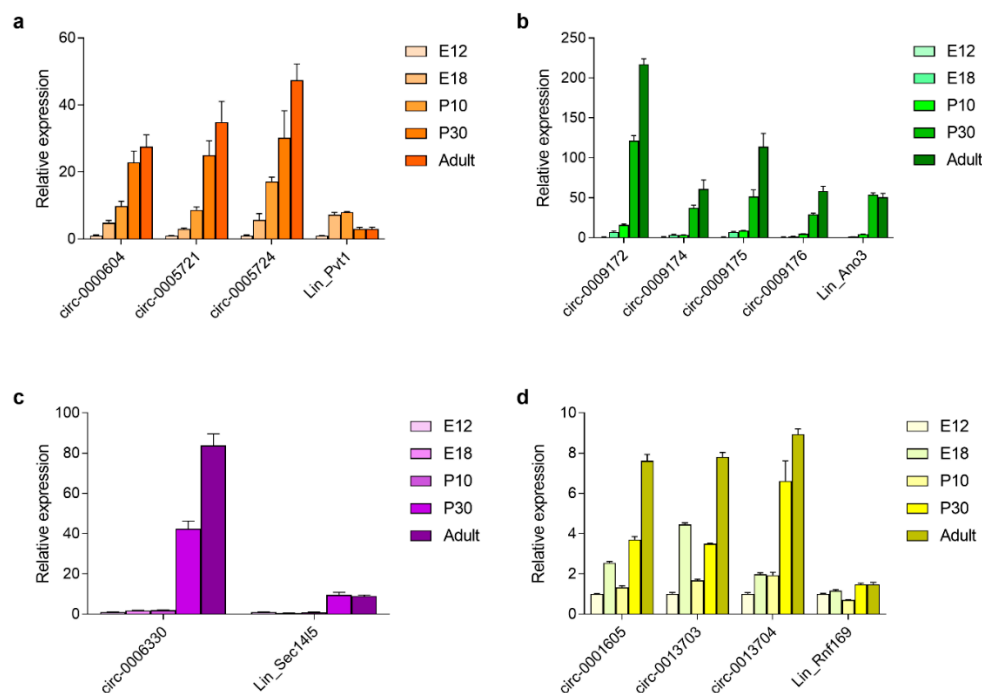 a
Relative expression
60
40
20
0
circ-0000604
circ-0005721
circ-0005724
Lin_Pvt1
E12
E18
P10
P30
Adult
b
Relative expression
250
200
150
100
50
0
circ-0009172
circ-0009174
circ-0009175
circ-0009176
Lin_Ano3
E12
E18
P10
P30
Adult
c
Relative expression
100
80
60
40
20
0
circ-0006330
Lin_Sec14l5
E12
E18
P10
P30
Adult
d
Relative expression
10
8
6
4
2
0
circ-0001605
circ-0013703
circ-0013704
Lin_Rnf169
E12
E18
P10
P30
Adult